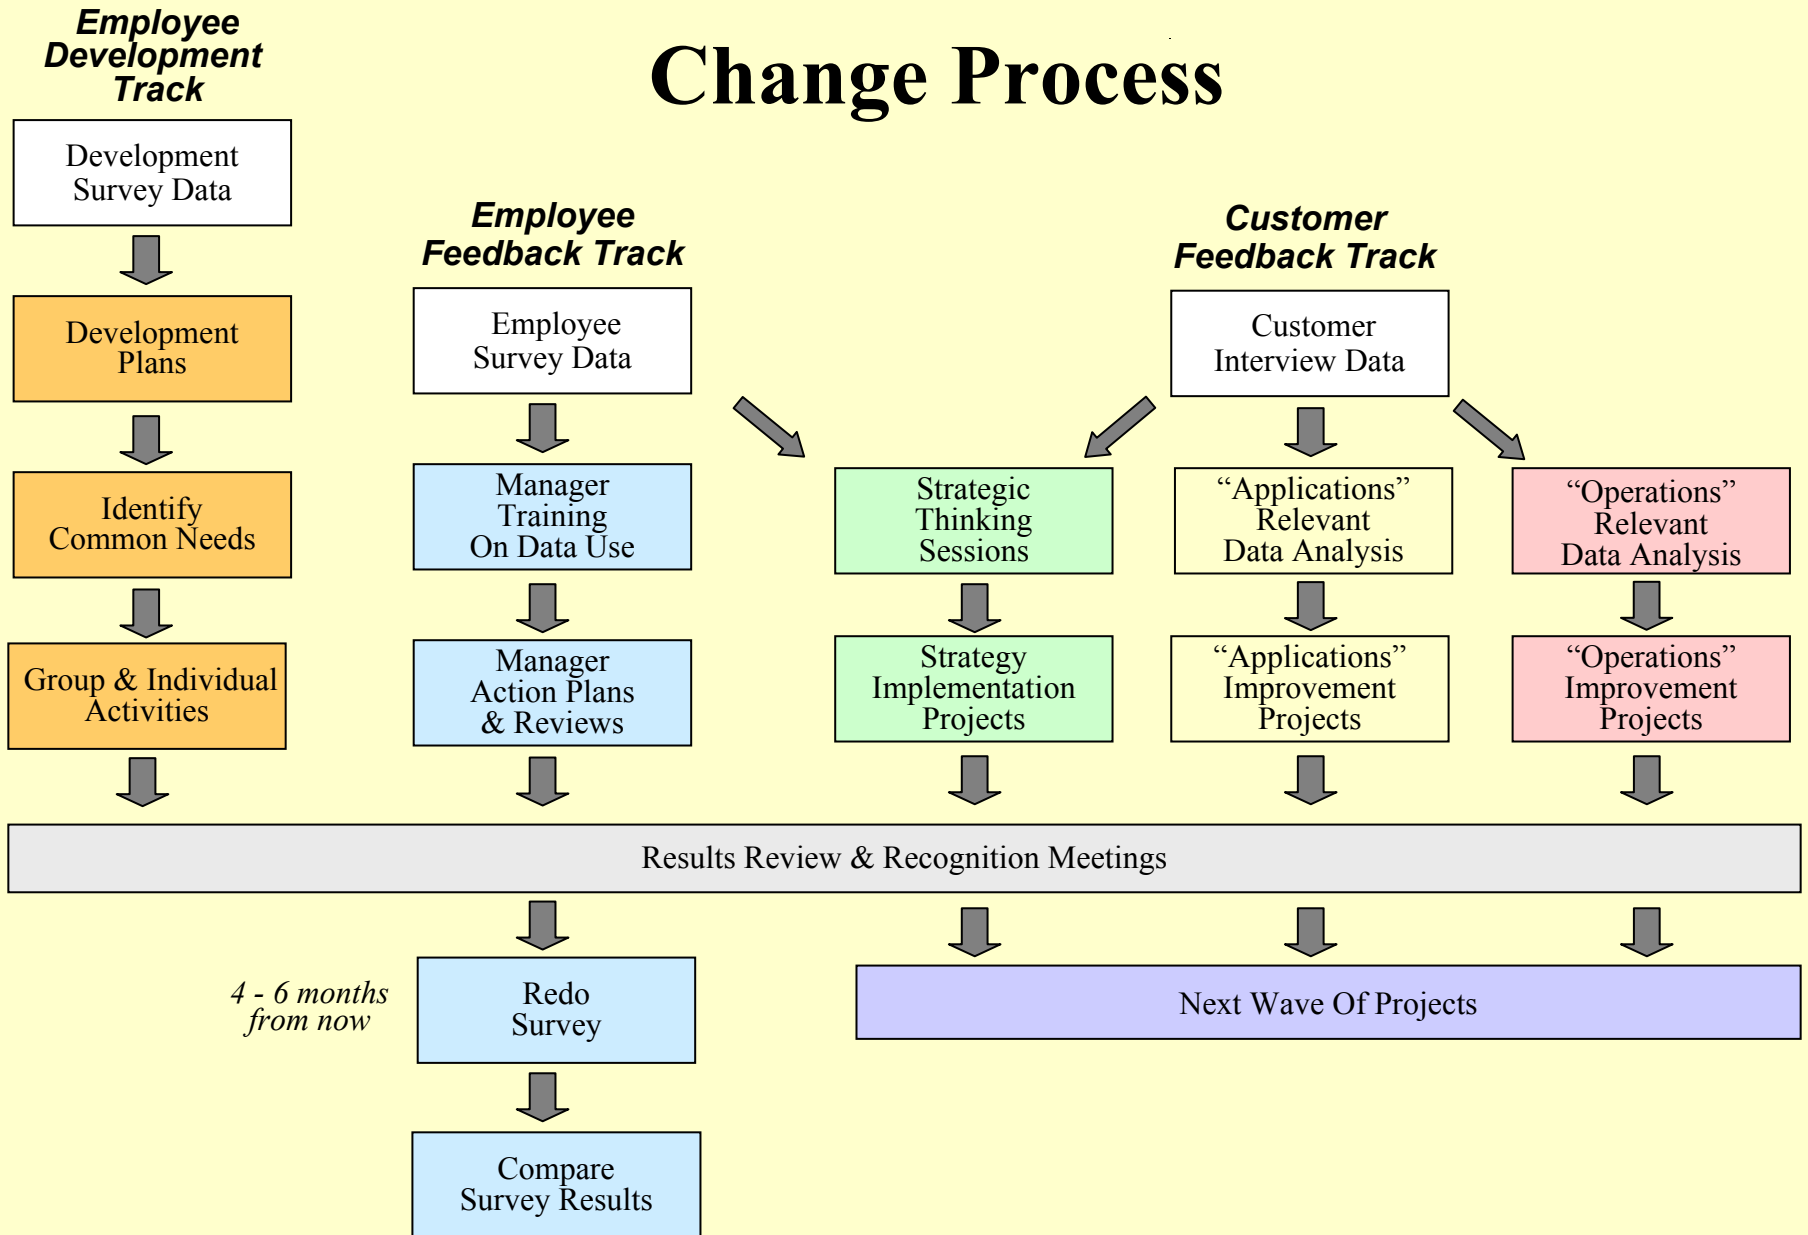 Employee
Development
Track
Change Process
Development
Survey Data
Employee
Feedback Track
Customer
Feedback Track
Development
Plans
Employee
Survey Data
Customer
Interview Data
Identify
Common Needs
Manager
Training
On Data Use
Strategic
Thinking
Sessions
“Applications”
Relevant
Data Analysis
“Operations”
Relevant
Data Analysis
Group & Individual
Activities
Manager
Action Plans
& Reviews
Strategy
Implementation
Projects
“Applications”
Improvement
Projects
“Operations”
Improvement
Projects
Results Review & Recognition Meetings
4 - 6 months
from now
Redo
Survey
Next Wave Of Projects
Compare
Survey Results